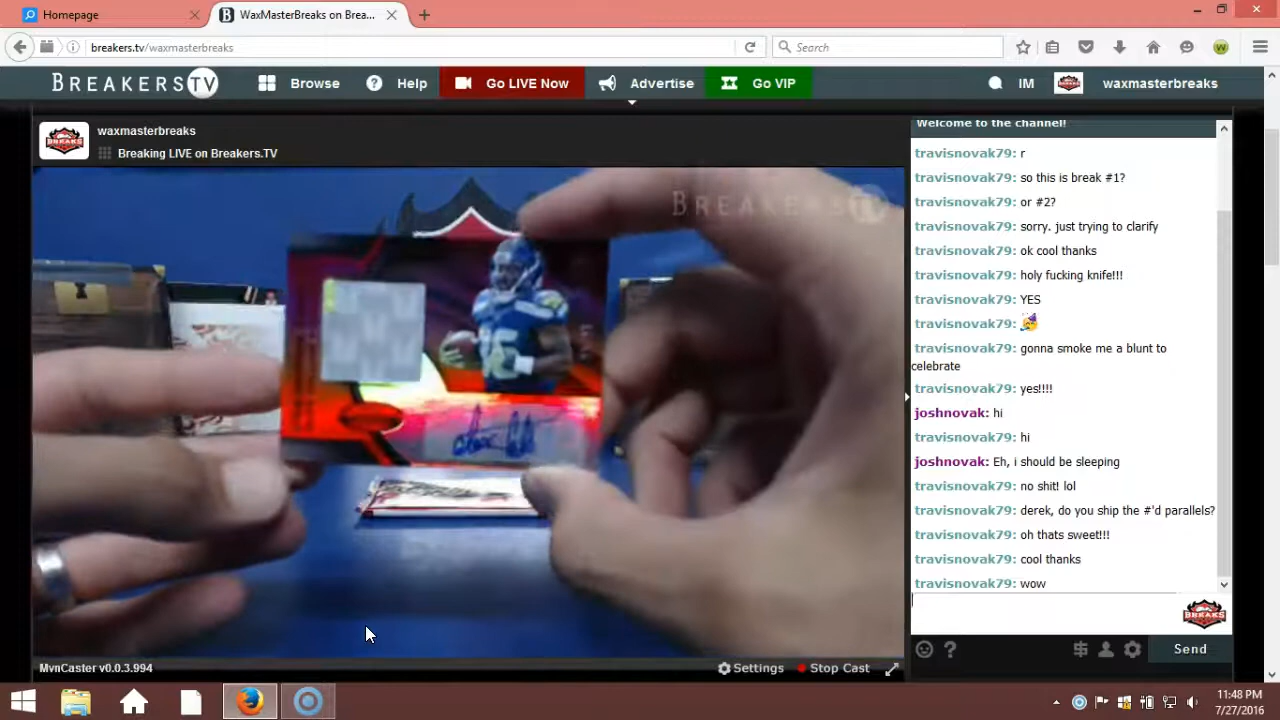 Homepage
WaxMasterBreaks on Brea...
breakers.tv/waxmasterbreaks
Search
BREAKERS TV
Browse
Help
Go LIVE Now
Advertise
Go VIP
IM
waxmasterbreaks
waxmasterbreaks
Breaking LIVE on Breakers.TV
BREAKERS TV
BREAKS
MvnCaster v0.0.3.994
Settings
Stop Cast
Welcome to the channel!
travisnovak79: r
travisnovak79: so this is break #1?
travisnovak79: or #2?
travisnovak79: sorry. just trying to clarify
travisnovak79: ok cool thanks
travisnovak79: holy fucking knife!!!
travisnovak79: YES
travisnovak79:
travisnovak79: gonna smoke me a blunt to
celebrate
travisnovak79: yes!!!!
joshnovak: hi
travisnovak79: hi
joshnovak: Eh, i should be sleeping
travisnovak79: no shit! lol
travisnovak79: derek, do you ship the #'d parallels?
travisnovak79: oh thats sweet!!!
travisnovak79: cool thanks
travisnovak79: wow
BREAKS
Send
11:48 PM
7/27/2016